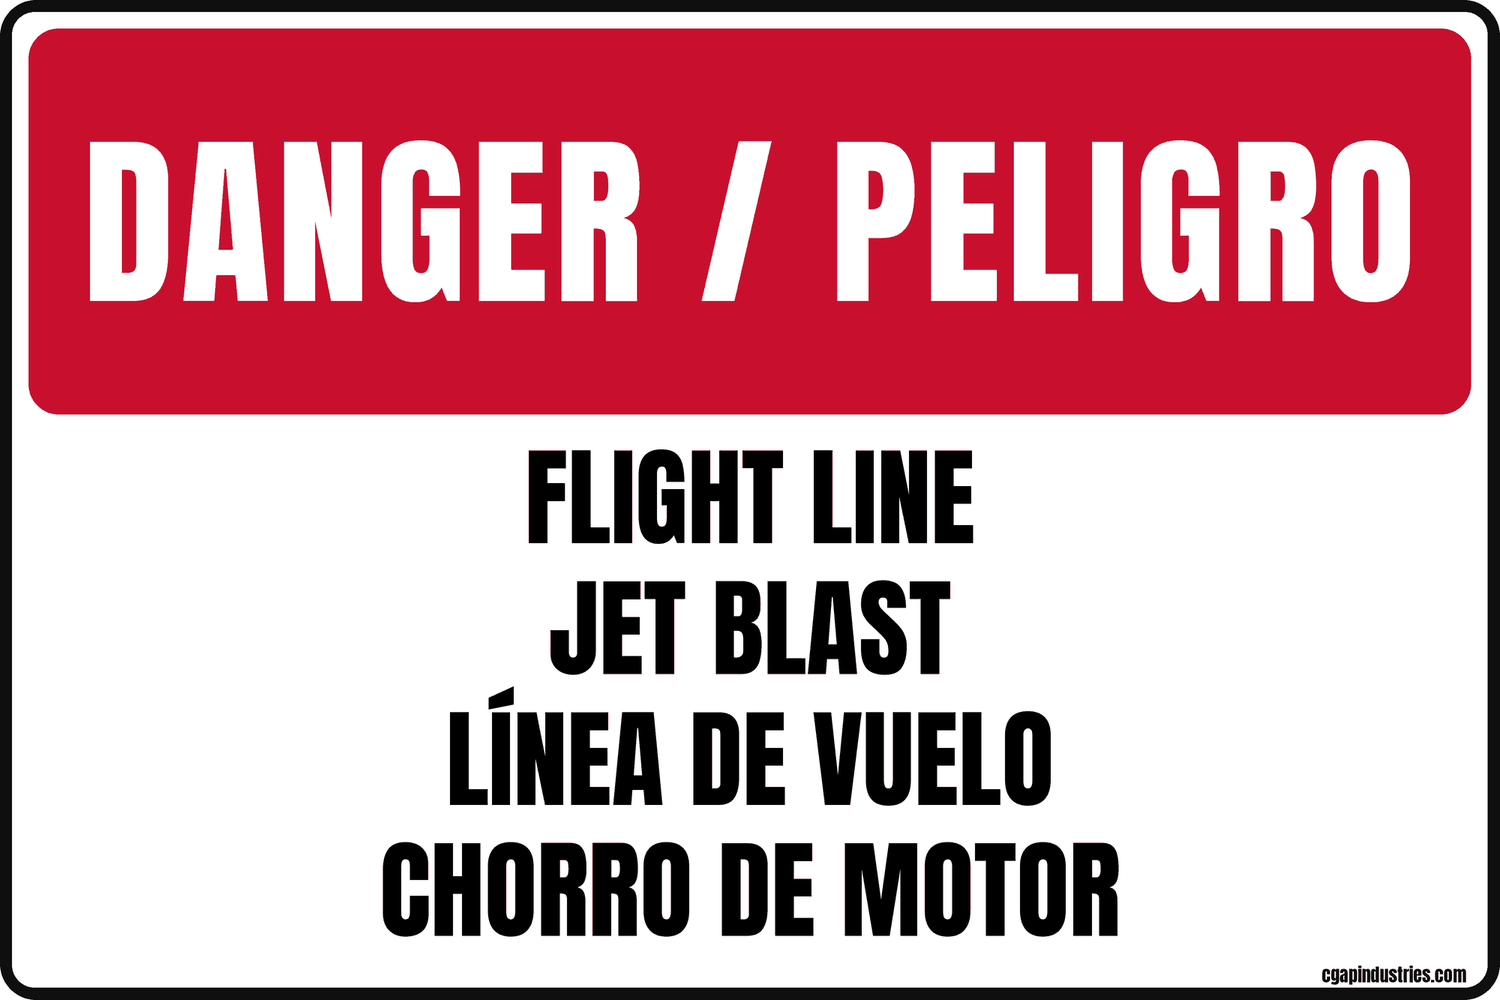 DANGER / PELIGRO
FLIGHT LINE
JET BLAST
LÍNEA DE VUELO
CHORRO DE MOTOR
cgapindustries.com